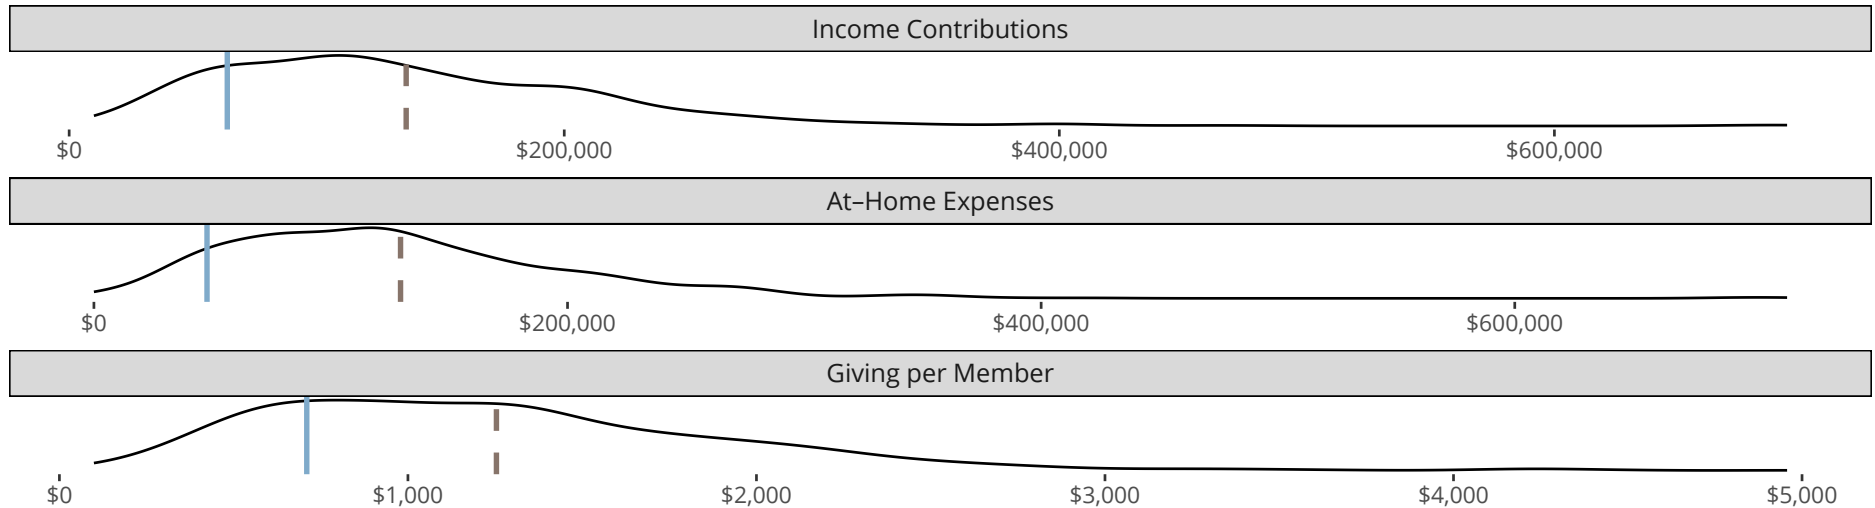 Income Contributions
$0 $200,000 $400,000 $600,000
At–Home Expenses
$0 $200,000 $400,000 $600,000
Giving per Member
$0 $1,000 $2,000 $3,000 $4,000 $5,000